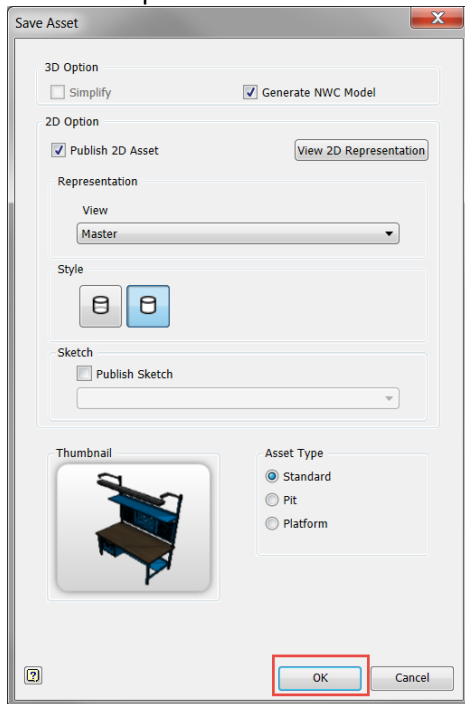 Save Asset
3D Option
Simplify
Generate NWC Model
2D Option
Publish 2D Asset
View 2D Representation
Representation
View
Master
Style
Sketch
Publish Sketch
Thumbnail
Asset Type
Standard
Pit
Platform
OK
Cancel